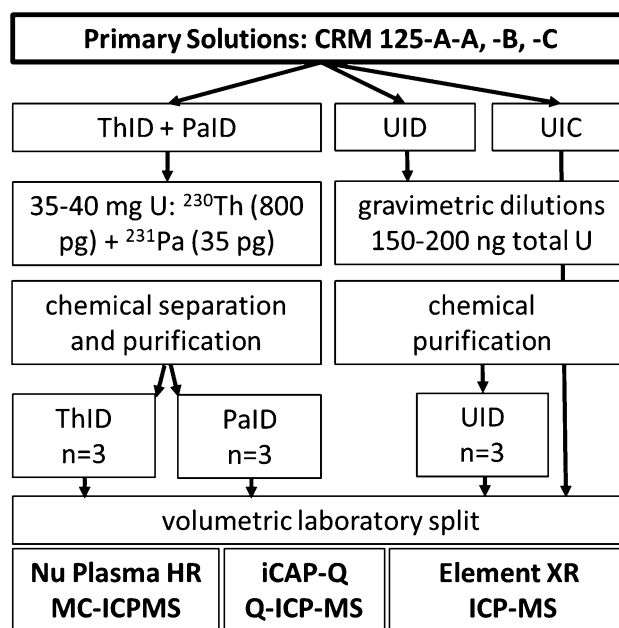 Primary Solutions: CRM 125-A-A, -B, -C
ThID + PaID
UID
UIC
35-40 mg U: ²³⁰Th (800
pg) + ²³¹Pa (35 pg)
gravimetric dilutions
150-200 ng total U
chemical separation
and purification
chemical
purification
ThID
n=3
PaID
n=3
UID
n=3
volumetric laboratory split
Nu Plasma HR
MC-ICPMS
iCAP-Q
Q-ICP-MS
Element XR
ICP-MS